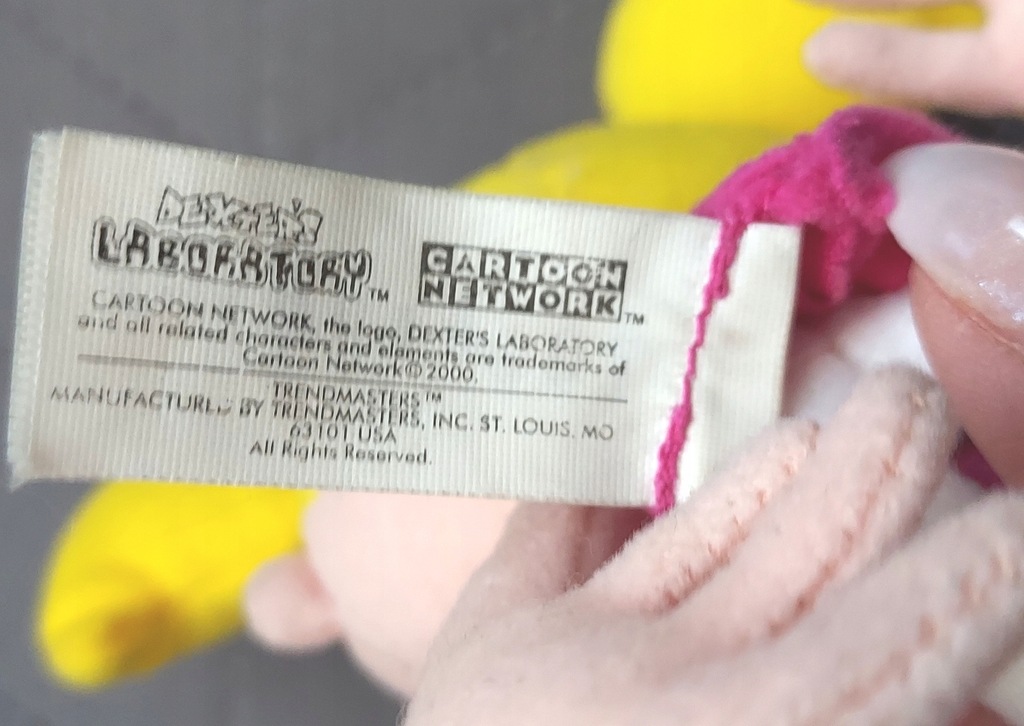 DEXTER'S
LABORATORY™
CARTOON
NETWORK™
CARTOON NETWORK, the logo, DEXTER'S LABORATORY
and all related characters and elements are trademarks of
Cartoon Network © 2000.
TRENDMASTERS™
MANUFACTURED BY TRENDMASTERS, INC. ST. LOUIS, MO
63101 USA
All Rights Reserved.